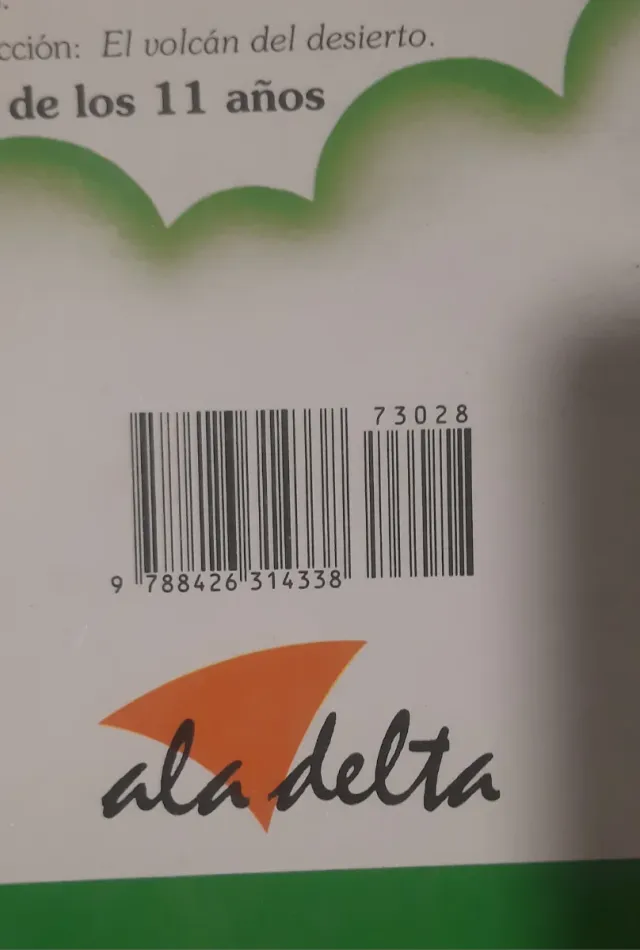 cción: El volcán del desierto.
de los 11 años
73028
9 788426 314338
ala delta